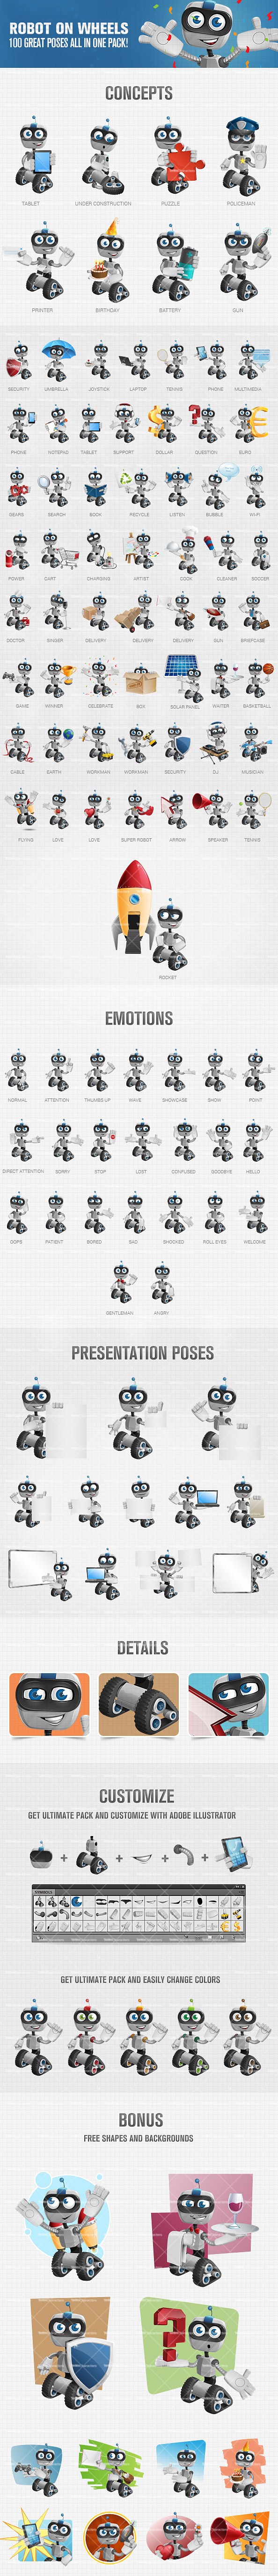 ROBOT ON WHEELS
100 GREAT POSES ALL IN ONE PACK!
CONCEPTS
TABLET UNDER CONSTRUCTION PUZZLE POLICEMAN
PRINTER BIRTHDAY BATTERY GUN
SECURITY UMBRELLA JOYSTICK LAPTOP TENNIS PHONE MULTIMEDIA
PHONE NOTEPAD TABLET SUPPORT DOLLAR QUESTION EURO
GEARS SEARCH BOOK RECYCLE LISTEN BUBBLE WI-FI
POWER CART CHARGING ARTIST COOK CLEANER SOCCER
DOCTOR SINGER DELIVERY DELIVERY DELIVERY GUN BRIEFCASE
GAME WINNER CELEBRATE BOX SOLAR PANEL WAITER BASKETBALL
CABLE EARTH WORKMAN WORKMAN SECURITY DJ MUSICIAN
FLYING LOVE LOVE SUPER ROBOT ARROW SPEAKER TENNIS
ROCKET
EMOTIONS
NORMAL ATTENTION THUMBS UP WAVE SHOWCASE SHOW POINT
DIRECT ATTENTION SORRY STOP LOST CONFUSED GOODBYE HELLO
OOPS PATIENT BORED SAD SHOCKED ROLL EYES WELCOME
GENTLEMAN ANGRY
PRESENTATION POSES
DETAILS
CUSTOMIZE
GET ULTIMATE PACK AND CUSTOMIZE WITH ADOBE ILLUSTRATOR
SYMBOLS
GET ULTIMATE PACK AND EASILY CHANGE COLORS
BONUS
FREE SHAPES AND BACKGROUNDS